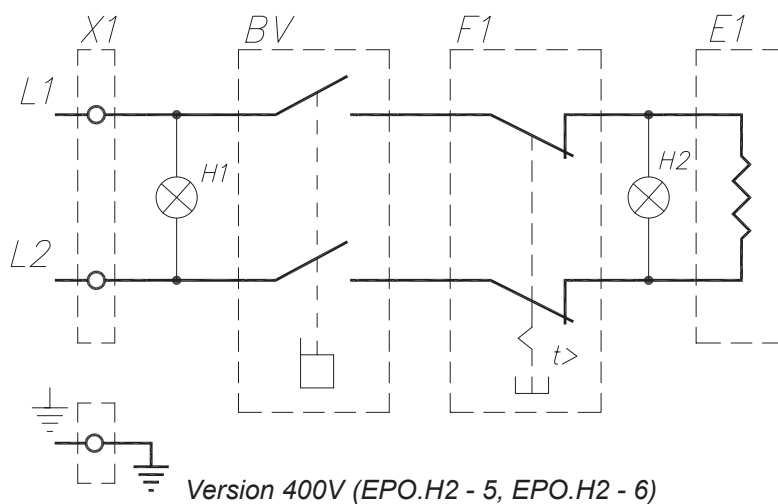 X1 BV F1 E1
L1
H1 H2
L2
t>
Version 400V (EPO.H2 - 5, EPO.H2 - 6)